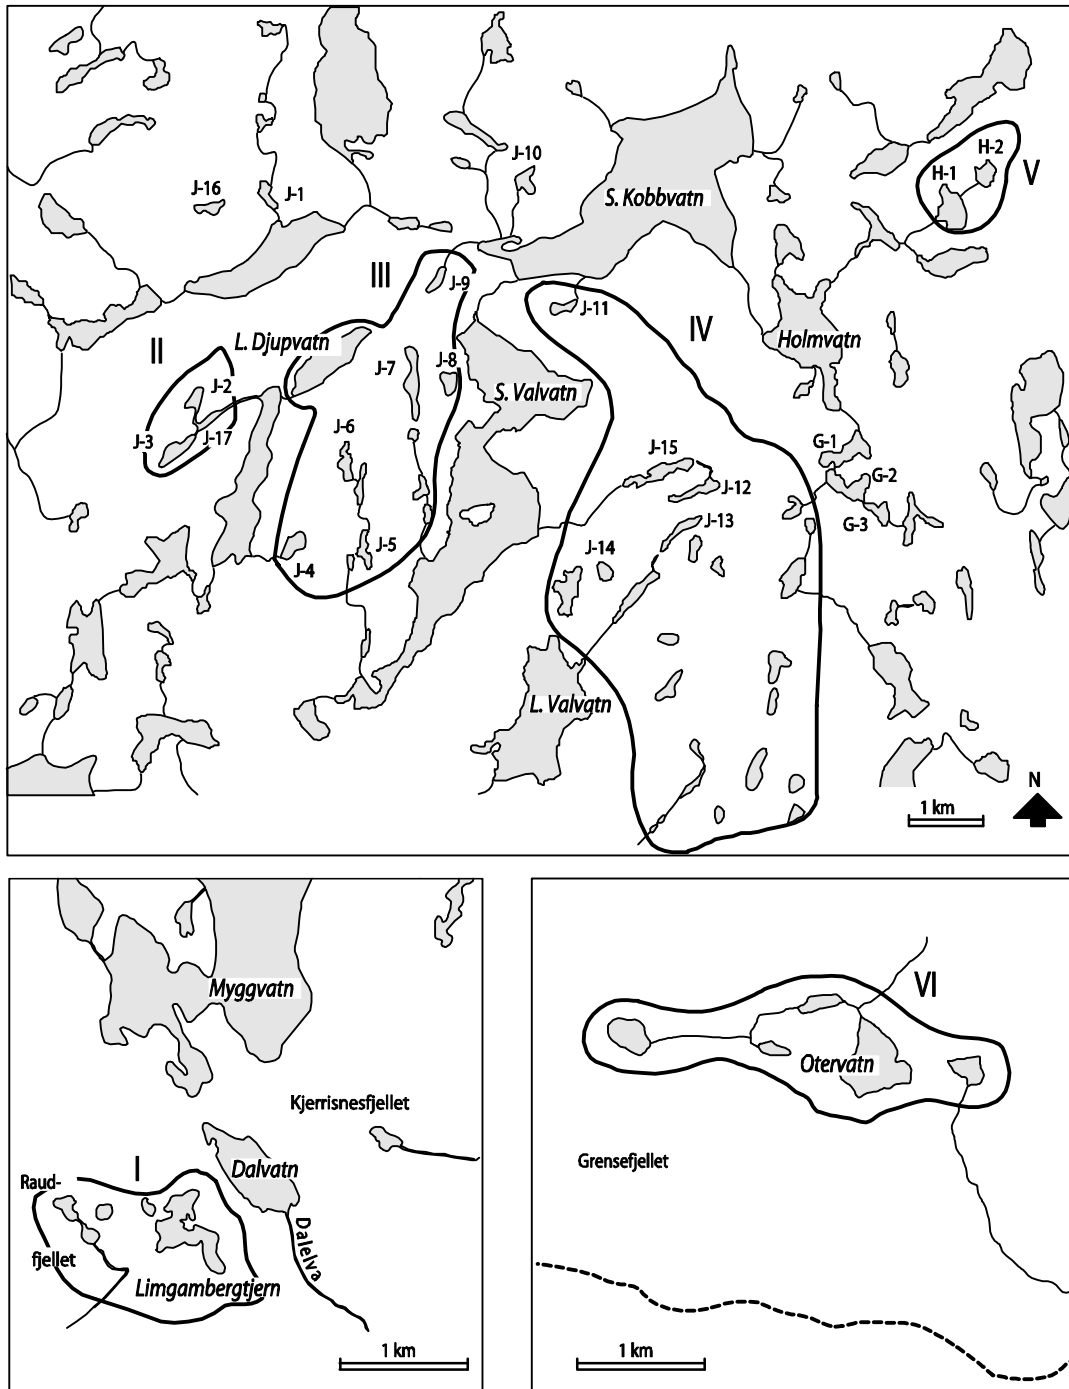 J-10
H-2
H-1
V
J-16
J-1
S. Kobbvatn
III
J-9
J-11
IV
II
L. Djupvatn
Holmvatn
J-7
J-8
J-2
S. Valvatn
J-6
J-3
J-17
G-1
J-15
G-2
J-12
G-3
J-13
J-5
J-14
J-4
L. Valvatn
N
1 km
Myggvatn
Kjerrisnesfjellet
I
Dalvatn
Raud-
fjellet
Dalelva
Limgambergtjern
1 km
VI
Otervatn
Grensefjellet
1 km